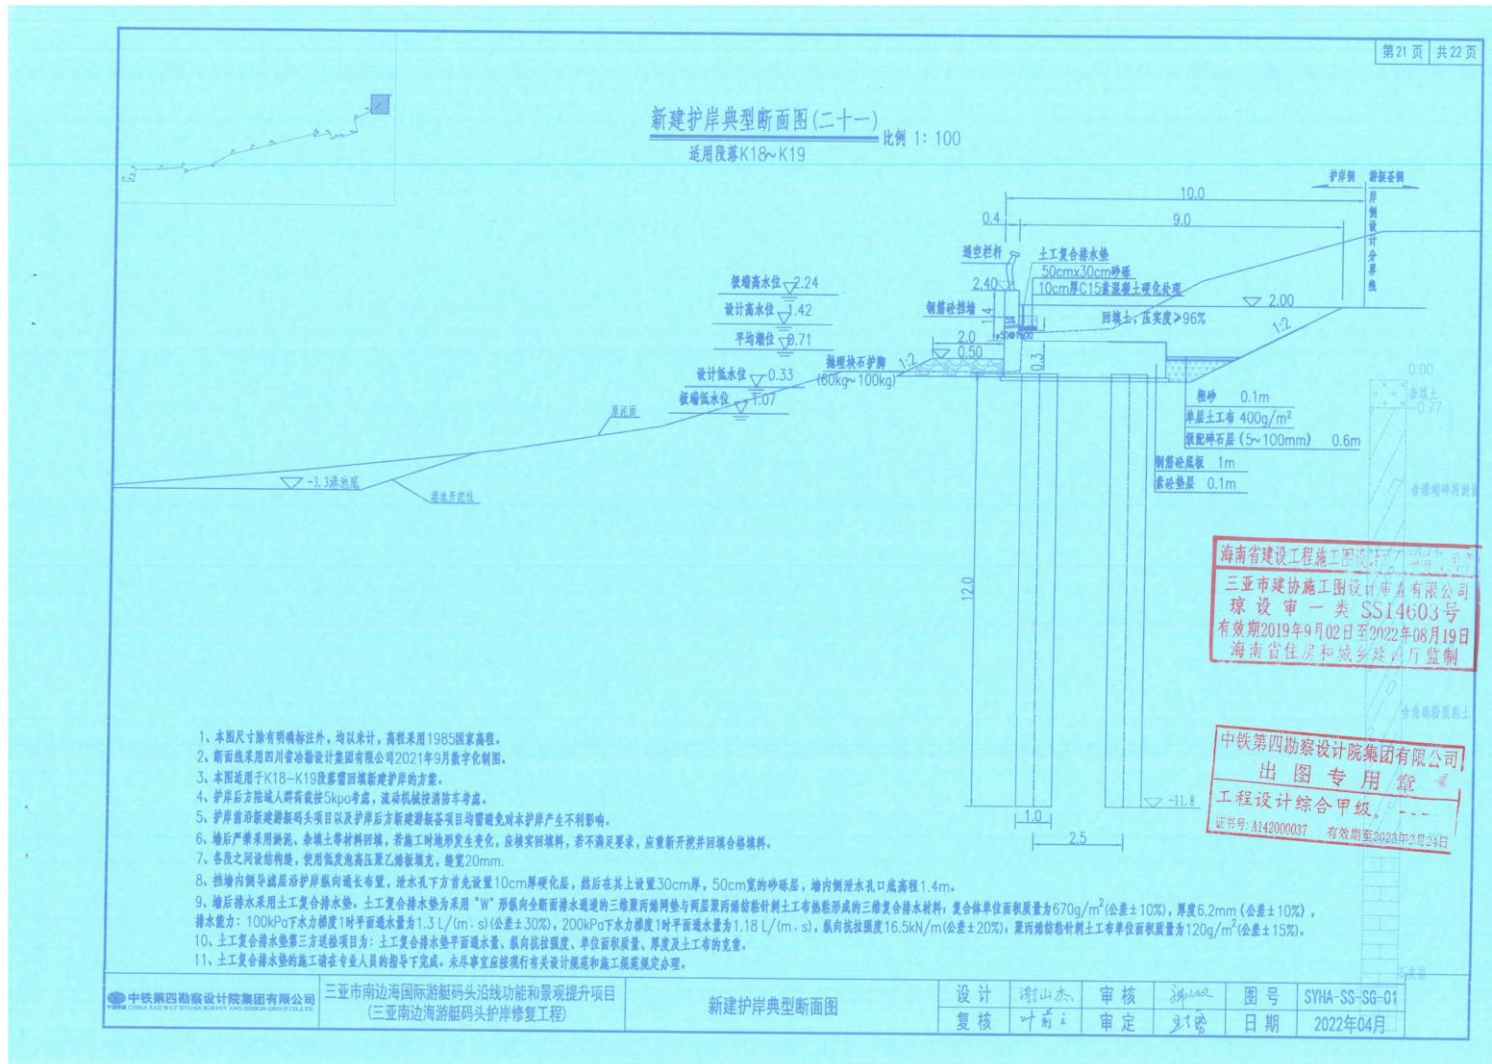 第21页 共22页
新建护岸典型断面图(二十一) 比例 1: 100
适用段落K18~K19
护岸侧 游艇荟侧
岸侧设计分界线
10.0
0.4 9.0
透空栏杆
土工复合排水垫
50cmx30cm砂砾
10cm厚C15素混凝土硬化处理
2.40
钢筋砼挡墙
1.4
2.00
回填土，压实度≥96%
1:2
极端高水位 2.24
设计高水位 1.42
平均潮位 0.71
设计低水位 -0.33
极端低水位 -1.07
抛理块石护脚
(60kg~100kg)
1:2
2.0
0.50
0.3
原泥面
-3.3港池底
港池开挖线
粗砂 0.1m
单层土工布 400g/m²
级配碎石层 (5~100mm) 0.6m
钢筋砼底板 1m
素砼垫层 0.1m
0.00
杂填土
-0.77
12.0
-11.8
1.0
2.5
海南省建设工程施工图设计
三亚市建协施工图设计审查有限公司
琼设审一类 SS14603号
有效期2019年9月02日至2022年08月19日
海南省住房和城乡建设厅监制
中铁第四勘察设计院集团有限公司
出图专用章
工程设计综合甲级
证书号: A142000037 有效期至2023年2月24日
1、本图尺寸除有明确标注外，均以米计，高程采用1985国家高程。
2、断面线采用四川省冶勘设计集团有限公司2021年9月数字化制图。
3、本图适用于K18-K19段落需回填新建护岸的方案。
4、护岸后方陆域人群荷载按5kpa考虑，流动机械按消防车考虑。
5、护岸前沿新建游艇码头项目以及护岸后方新建游艇荟项目均需避免对本护岸产生不利影响。
6、墙后严禁采用淤泥、杂填土等材料回填，若施工时地形发生变化，应核实回填料，若不满足要求，应重新开挖并回填合格填料。
7、各段之间设结构缝，使用低发泡高压聚乙烯板填充，缝宽20mm.
8、挡墙内侧导滤层沿护岸纵向通长布置，泄水孔下方首先设置10cm厚硬化层，然后在其上设置30cm厚，50cm宽的砂砾层，墙内侧泄水孔口底高程1.4m。
9、墙后排水采用土工复合排水垫。土工复合排水垫为采用"W"形纵向全断面排水通道的三维聚丙烯网垫与两层聚丙烯纺粘针刺土工布热粘形成的三维复合排水材料；复合体单位面积质量为670g/m²(公差±10%)，厚度6.2mm（公差±10%），
排水能力：100kPa下水力梯度1时平面通水量为1.3 L/(m·s)(公差±30%)，200kPa下水力梯度1时平面通水量为1.18 L/(m·s)，纵向抗拉强度16.5kN/m(公差±20%)；聚丙烯纺粘针刺土工布单位面积质量为120g/m²(公差±15%)。
10、土工复合排水垫第三方送检项目为：土工复合排水垫平面通水量、纵向抗拉强度、单位面积质量、厚度及土工布的克重。
11、土工复合排水垫的施工请在专业人员的指导下完成。未尽事宜应按现行有关设计规范和施工规范规定办理。
中铁第四勘察设计院集团有限公司
CHINA RAILWAY SIYUAN SURVEY AND DESIGN GROUP CO.,LTD.
三亚市南边海国际游艇码头沿线功能和景观提升项目
(三亚南边海游艇码头护岸修复工程)
新建护岸典型断面图
设计 谢山杰 审核 图号 SYHA-SS-SG-01
复核 审定 日期 2022年04月